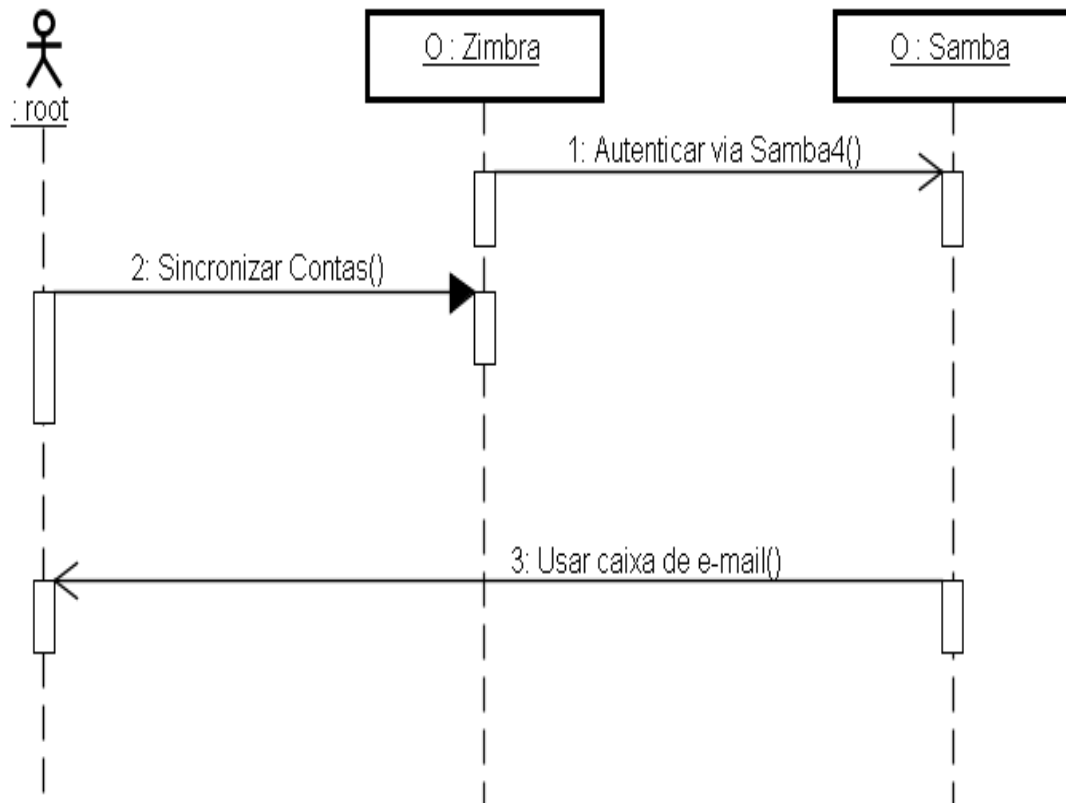 : root
O : Zimbra
O : Samba
1: Autenticar via Samba4()
2: Sincronizar Contas()
3: Usar caixa de e-mail()